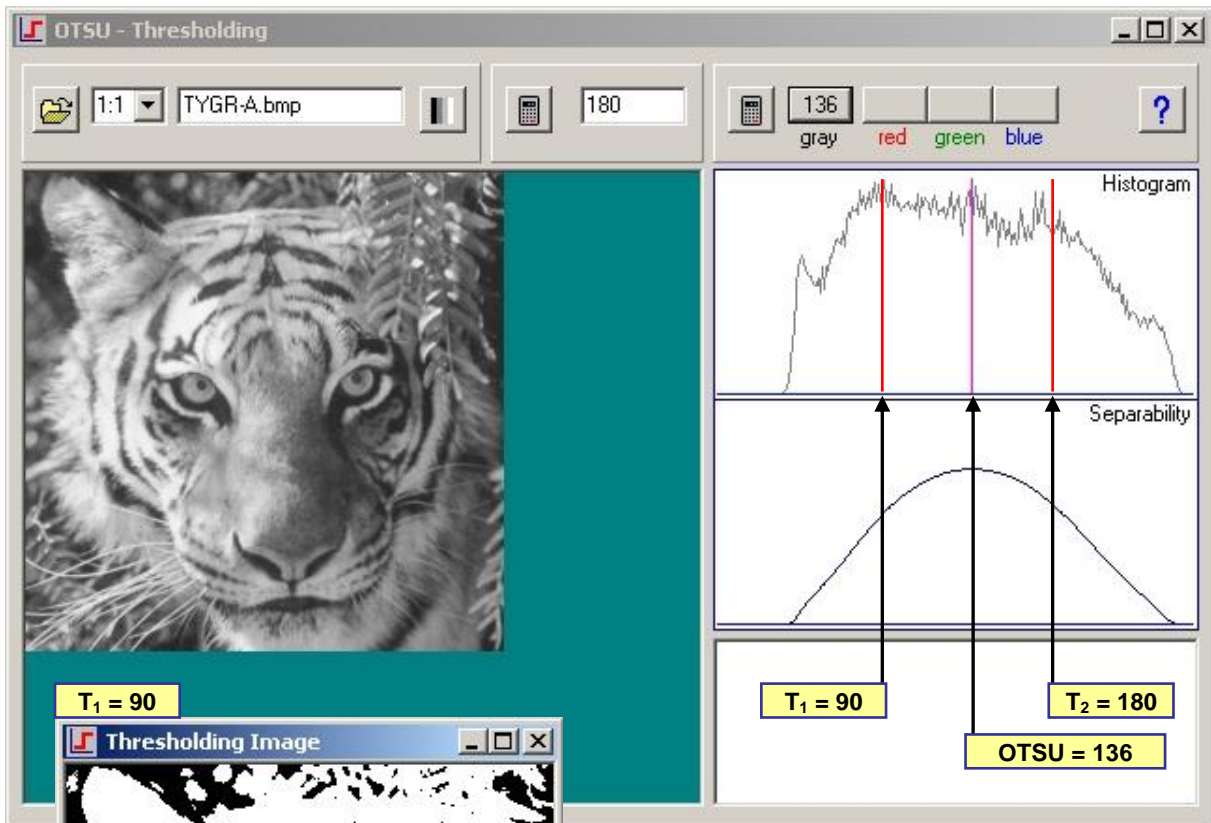 OTSU - Thresholding
1:1 TYGR-A.bmp 180 136 ?
gray red green blue
Histogram
Separability
T₁ = 90
T₁ = 90
T₂ = 180
OTSU = 136
Thresholding Image